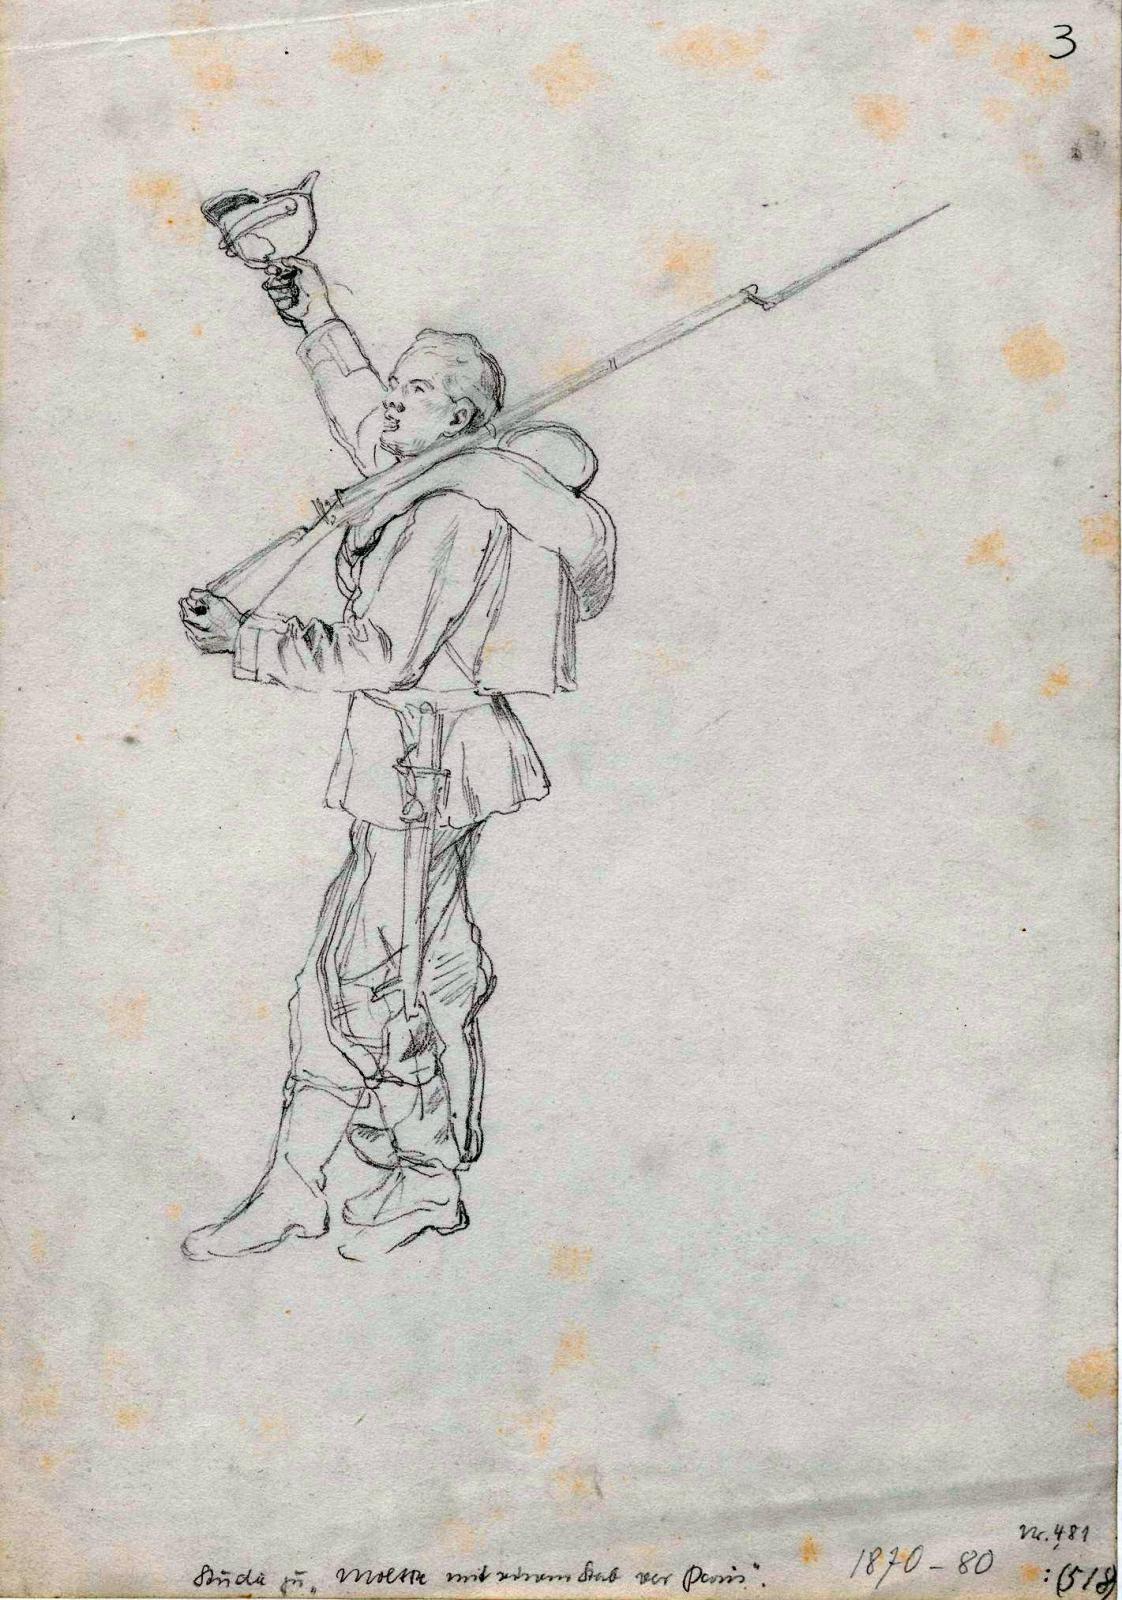 3
Nr. 481
Studie zu „Moltke mit seinem Stab vor Paris“.
1870-80
:(518)